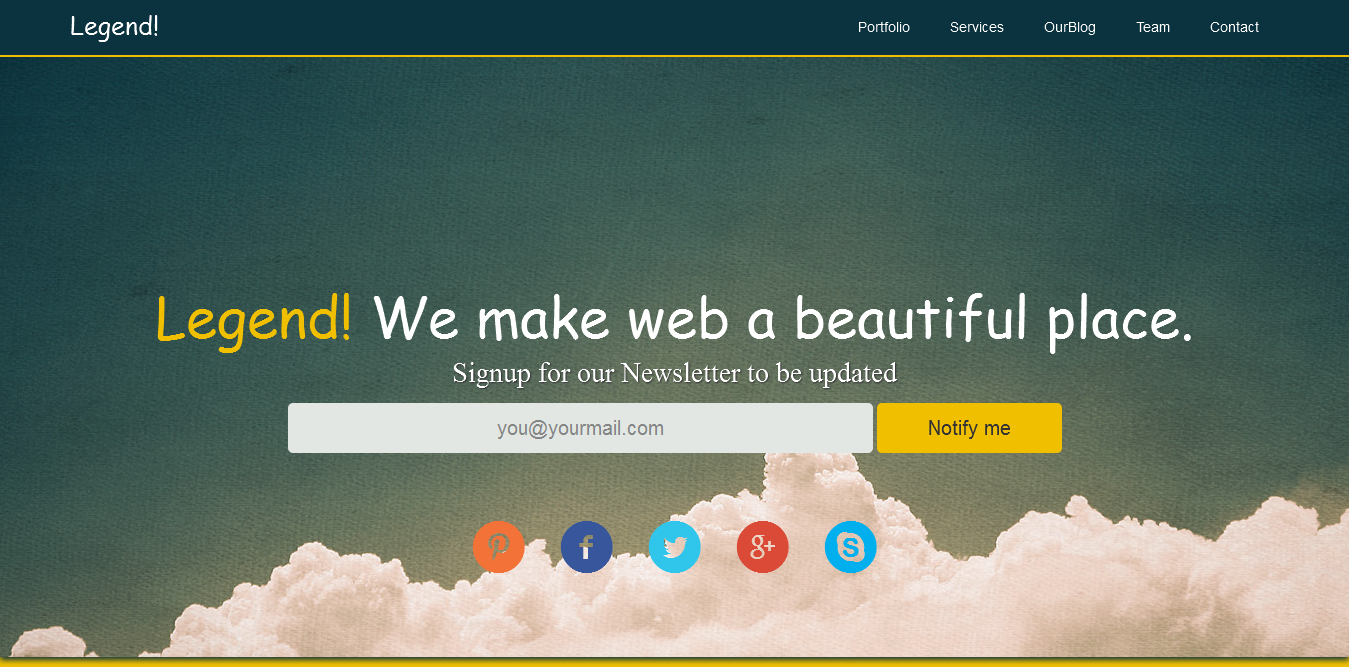 Legend!
Portfolio Services OurBlog Team Contact
Legend! We make web a beautiful place.
Signup for our Newsletter to be updated
you@yourmail.com
Notify me